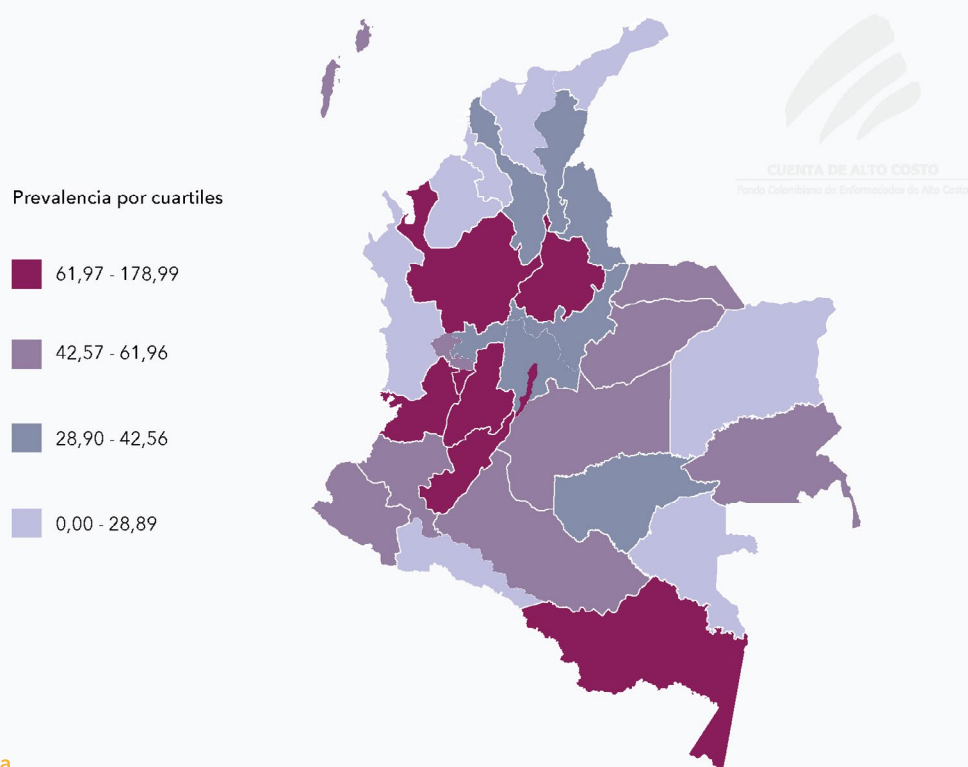 CUENTA DE ALTO COSTO
Fondo Colombiano de Enfermedades de Alto Costo
Prevalencia por cuartiles
61,97 - 178,99
42,57 - 61,96
28,90 - 42,56
0,00 - 28,89
a